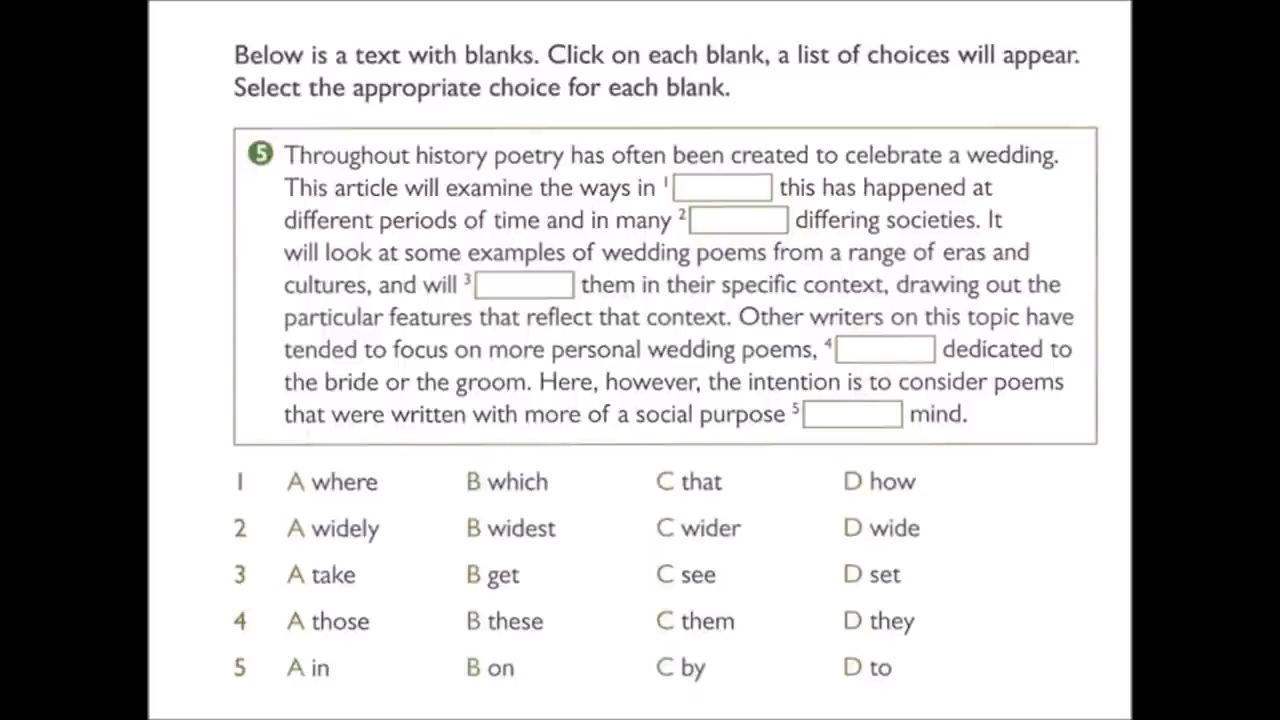 Below is a text with blanks. Click on each blank, a list of choices will appear.
Select the appropriate choice for each blank.
5 Throughout history poetry has often been created to celebrate a wedding.
This article will examine the ways in 1 this has happened at
different periods of time and in many 2 differing societies. It
will look at some examples of wedding poems from a range of eras and
cultures, and will 3 them in their specific context, drawing out the
particular features that reflect that context. Other writers on this topic have
tended to focus on more personal wedding poems, 4 dedicated to
the bride or the groom. Here, however, the intention is to consider poems
that were written with more of a social purpose 5 mind.
1 A where B which C that D how
2 A widely B widest C wider D wide
3 A take B get C see D set
4 A those B these C them D they
5 A in B on C by D to